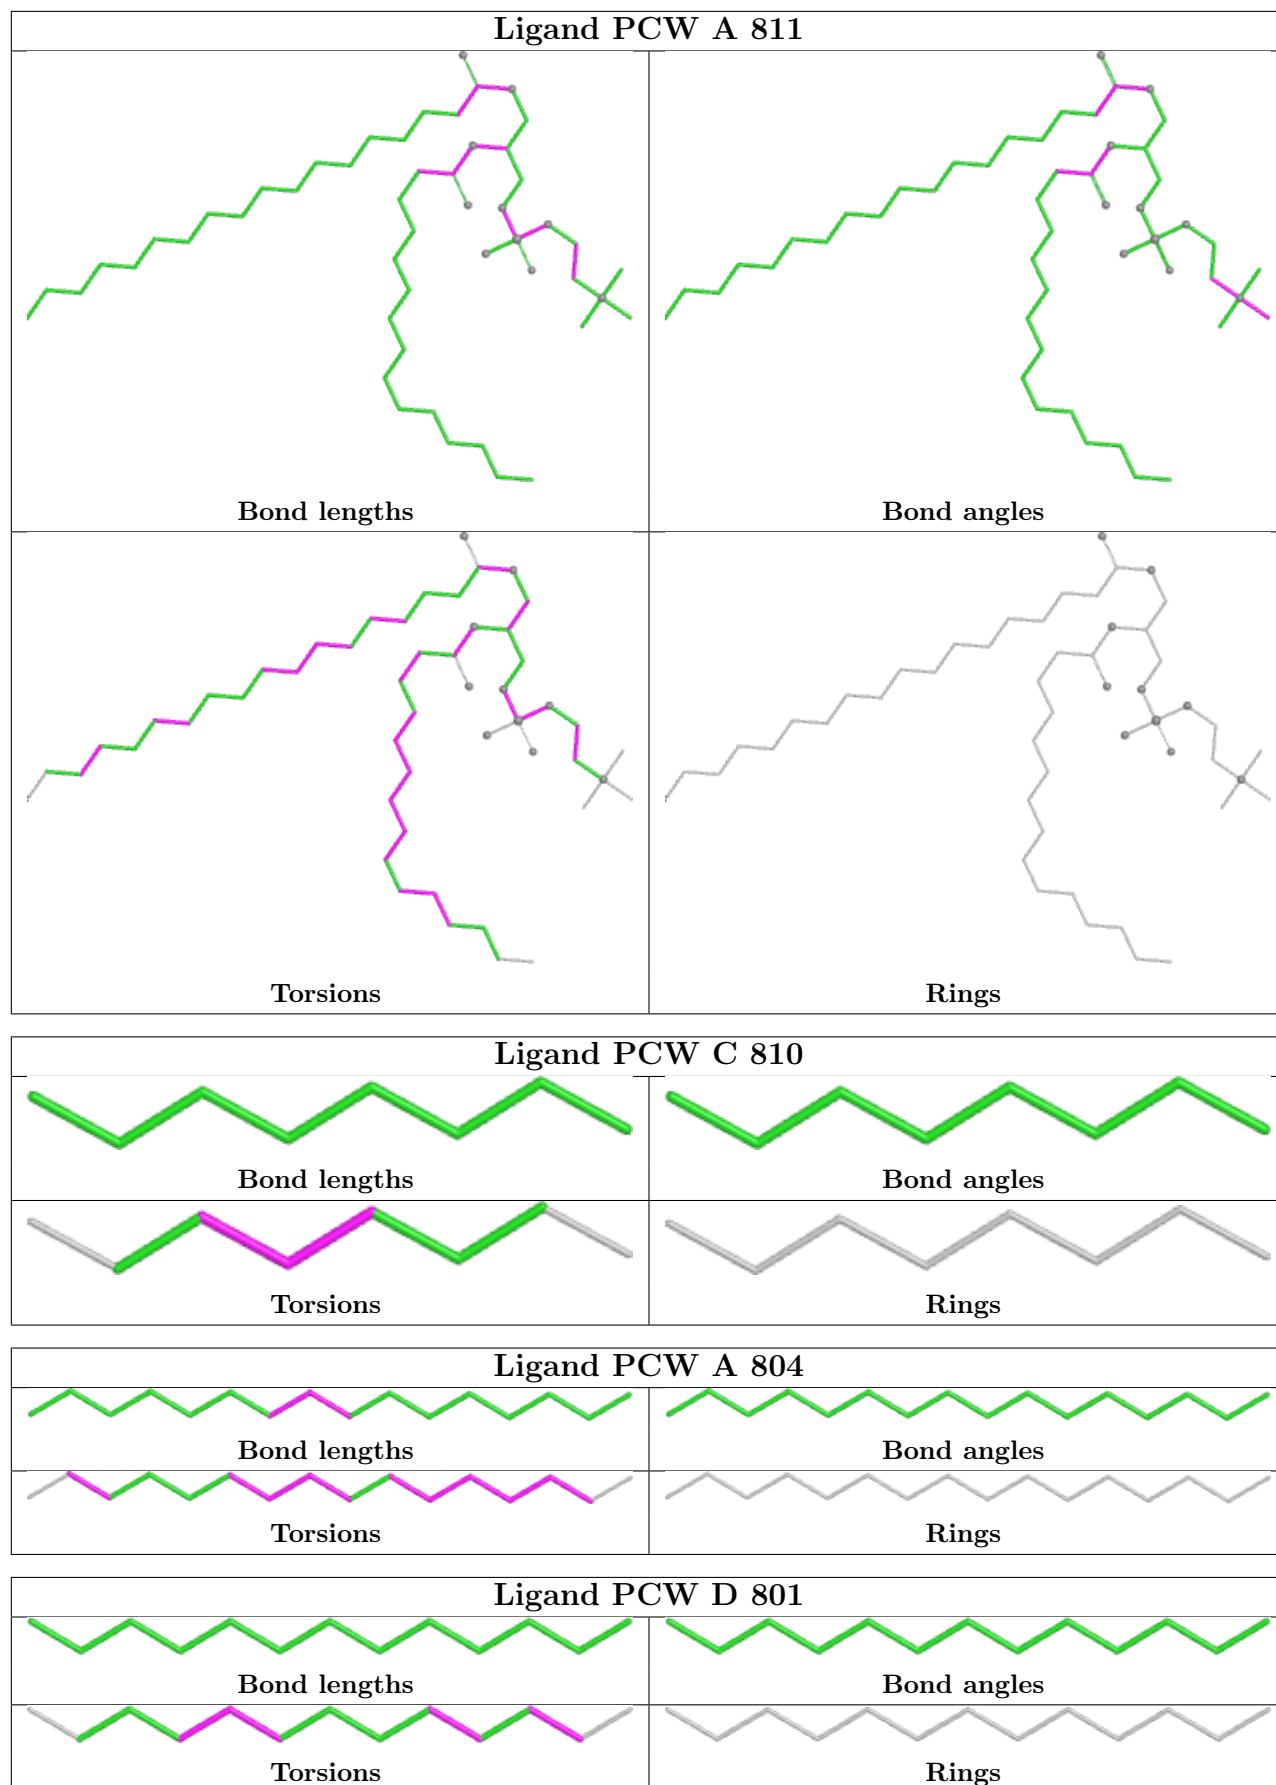 Ligand PCW A 811
Bond lengths
Bond angles
Torsions
Rings
Ligand PCW C 810
Bond lengths
Bond angles
Torsions
Rings
Ligand PCW A 804
Bond lengths
Bond angles
Torsions
Rings
Ligand PCW D 801
Bond lengths
Bond angles
Torsions
Rings